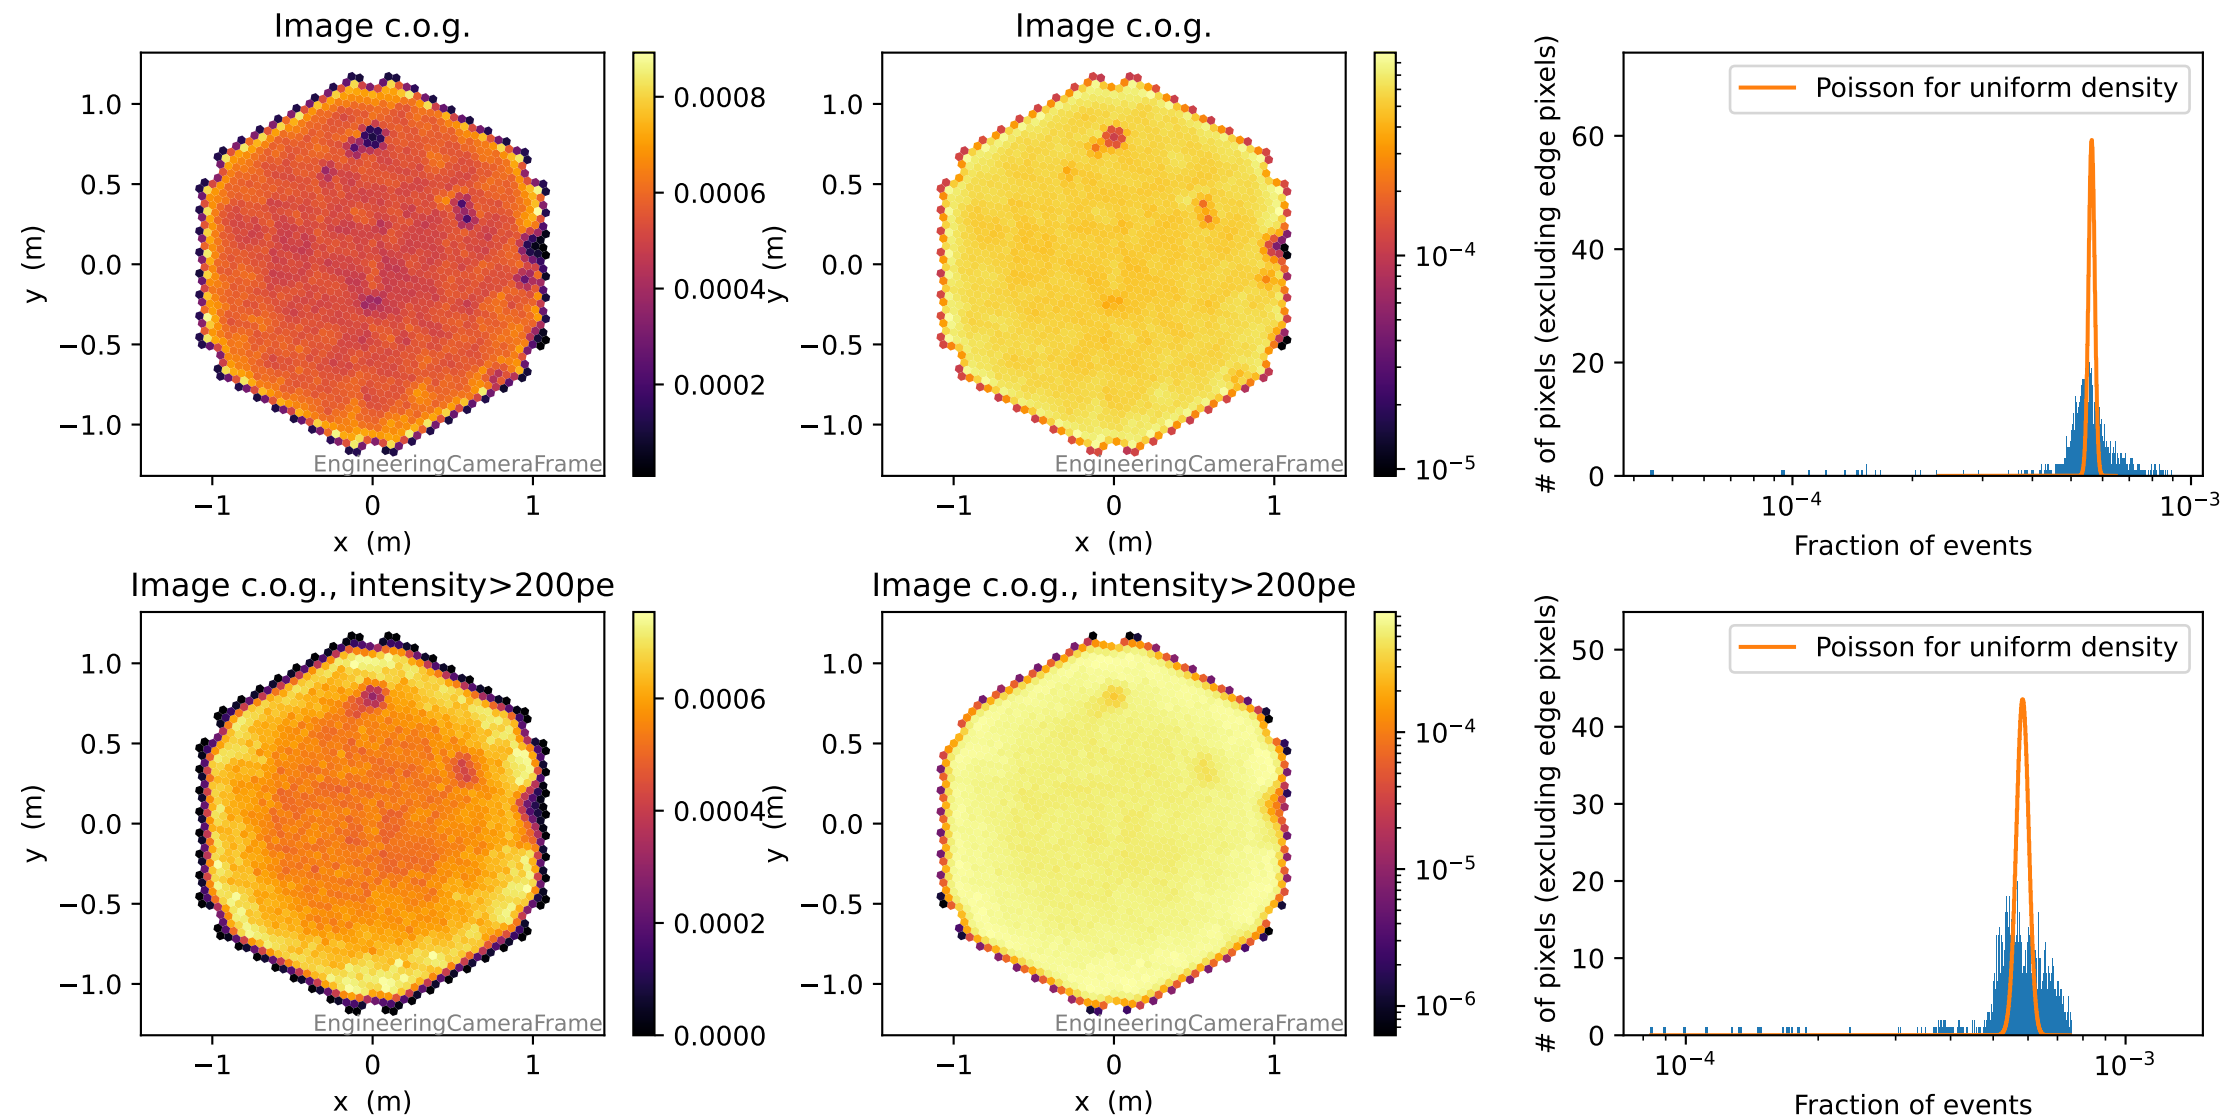 Image c.o.g.
1.0
0.5
0.0
−0.5
−1.0
y (m)
−1
0
1
x (m)
EngineeringCameraFrame
0.0008
0.0006
0.0004
0.0002
Image c.o.g.
1.0
0.5
0.0
−0.5
−1.0
y (m)
−1
0
1
x (m)
EngineeringCameraFrame
10⁻⁴
10⁻⁵
# of pixels (excluding edge pixels)
60
40
20
0
Poisson for uniform density
10⁻⁴
10⁻³
Fraction of events
Image c.o.g., intensity>200pe
1.0
0.5
0.0
−0.5
−1.0
y (m)
−1
0
1
x (m)
EngineeringCameraFrame
0.0006
0.0004
0.0002
0.0000
Image c.o.g., intensity>200pe
1.0
0.5
0.0
−0.5
−1.0
y (m)
−1
0
1
x (m)
EngineeringCameraFrame
10⁻⁴
10⁻⁵
10⁻⁶
# of pixels (excluding edge pixels)
50
40
30
20
10
0
Poisson for uniform density
10⁻⁴
10⁻³
Fraction of events